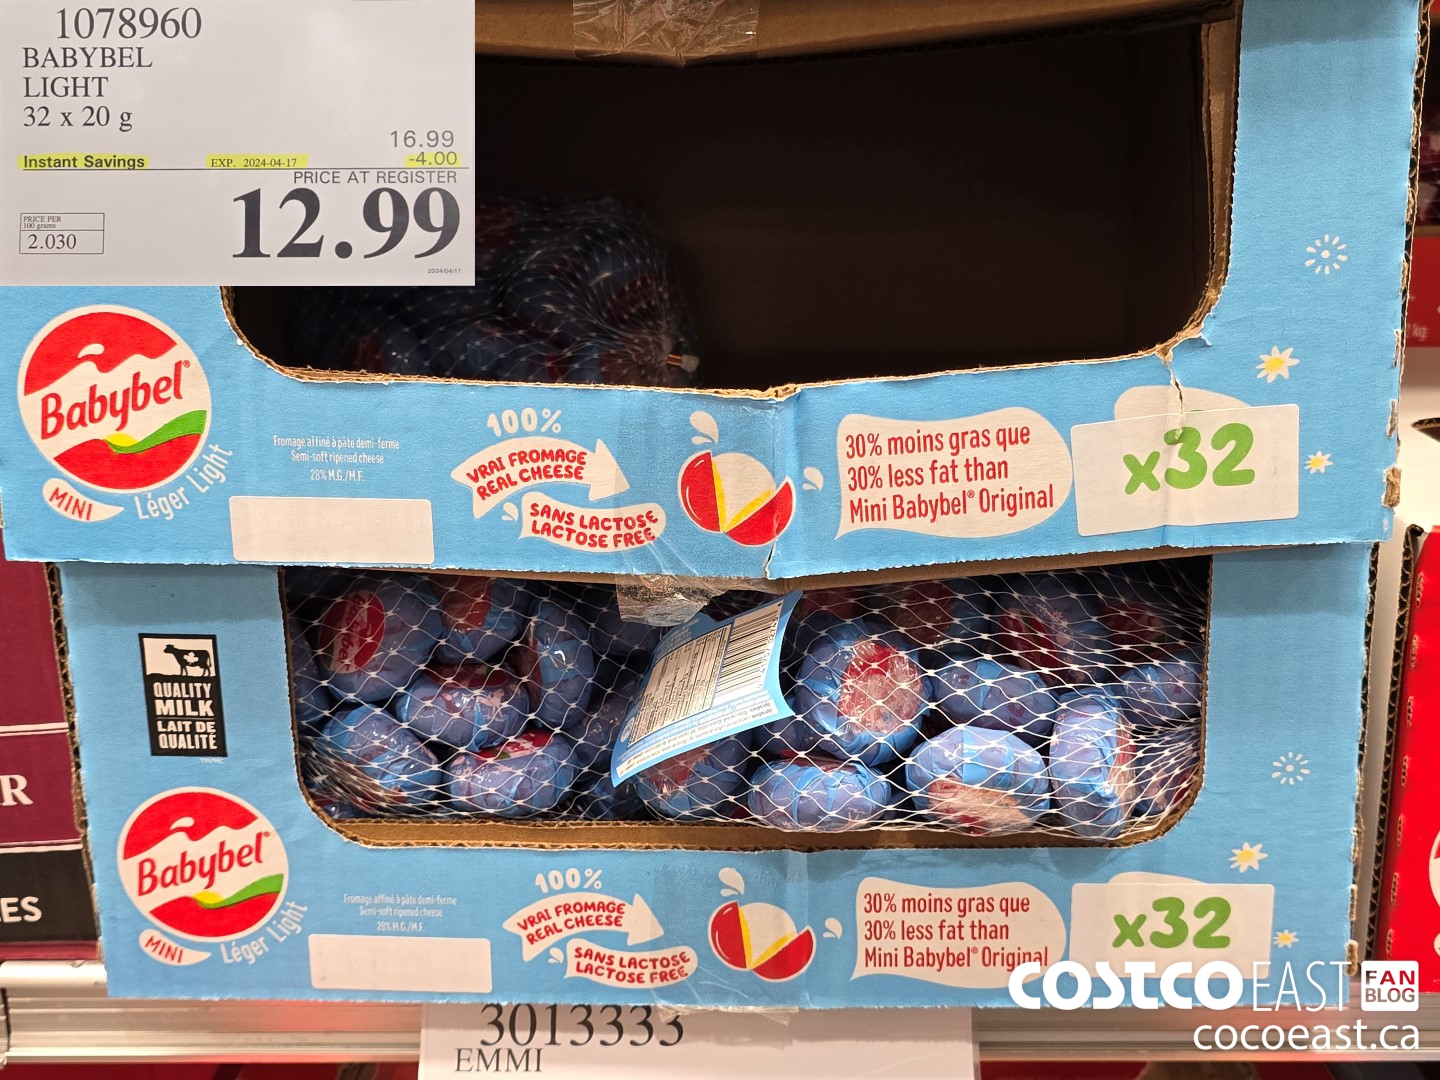 1078960
BABYBEL
LIGHT
32 x 20 g
16.99
Instant Savings EXP. 2024-04-17 -4.00
PRICE AT REGISTER
12.99
PRICE PER
100 grams
2.030
2024/04/11
Babybel®
MINI
Léger Light
Fromage affiné à pâte demi-ferme
Semi-soft ripened cheese
28% M.G./M.F.
100%
VRAI FROMAGE
REAL CHEESE
SANS LACTOSE
LACTOSE FREE
30% moins gras que
30% less fat than
Mini Babybel® Original
x32
QUALITY
MILK
LAIT DE
QUALITÉ
Babybel®
MINI
Léger Light
Fromage affiné à pâte demi-ferme
Semi-soft ripened cheese
28% M.G./M.F.
100%
VRAI FROMAGE
REAL CHEESE
SANS LACTOSE
LACTOSE FREE
30% moins gras que
30% less fat than
Mini Babybel® Original
x32
R
ES
COSTCO EAST FAN
BLOG
cocoeast.ca
3013333
EMMI